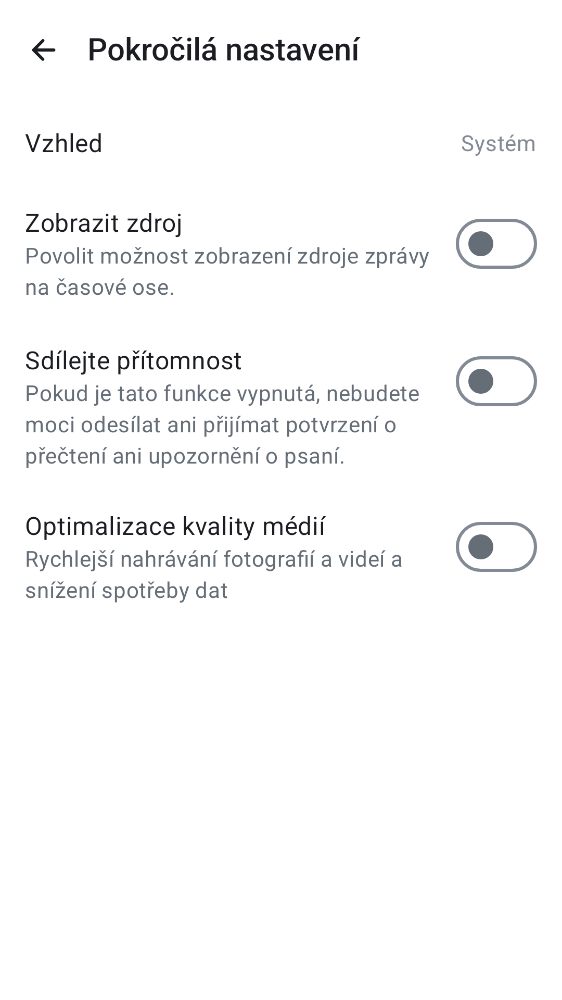 Pokročilá nastavení
Vzhled Systém
Zobrazit zdroj
Povolit možnost zobrazení zdroje zprávy
na časové ose.
Sdílejte přítomnost
Pokud je tato funkce vypnutá, nebudete
moci odesílat ani přijímat potvrzení o
přečtení ani upozornění o psaní.
Optimalizace kvality médií
Rychlejší nahrávání fotografií a videí a
snížení spotřeby dat